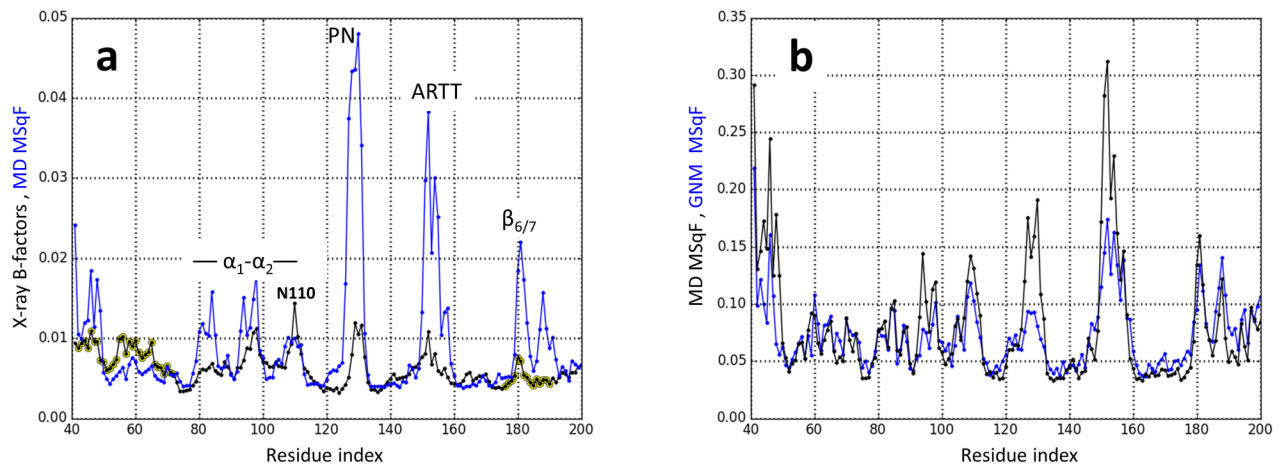 a
PN
ARTT
β6/7
α1-α2
N110
0.05
0.04
0.03
0.02
0.01
0.00
40 60 80 100 120 140 160 180 200
X-ray B-factors , MD MSqF
Residue index
b
0.35
0.30
0.25
0.20
0.15
0.10
0.05
0.00
40 60 80 100 120 140 160 180 200
MD MSqF , GNM MSqF
Residue index